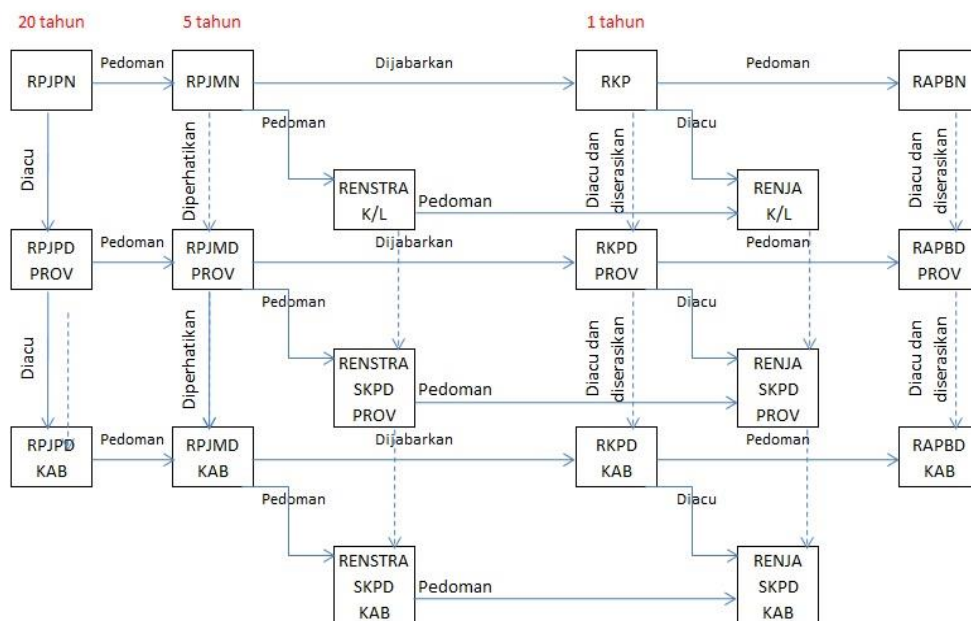 20 tahun
5 tahun
1 tahun
RPJPN
Pedoman
RPJMN
Dijabarkan
RKP
Pedoman
RAPBN
Diacu
Diperhatikan
Pedoman
Diacu dan
diserasikan
Diacu
Diacu dan
diserasikan
RENSTRA
K/L
Pedoman
RENJA
K/L
RPJPD
PROV
Pedoman
RPJMD
PROV
Dijabarkan
RKPD
PROV
Pedoman
RAPBD
PROV
Diacu
Diperhatikan
Pedoman
Diacu dan
diserasikan
Diacu
Diacu dan
diserasikan
RENSTRA
SKPD
PROV
Pedoman
RENJA
SKPD
PROV
RPJPD
KAB
Pedoman
RPJMD
KAB
Dijabarkan
RKPD
KAB
Pedoman
RAPBD
KAB
Pedoman
Diacu
RENSTRA
SKPD
KAB
Pedoman
RENJA
SKPD
KAB